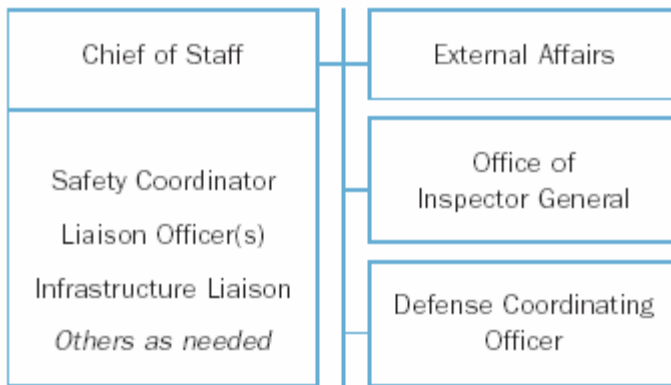 Chief of Staff
Safety Coordinator
Liaison Officer(s)
Infrastructure Liaison
Others as needed
External Affairs
Office of
Inspector General
Defense Coordinating
Officer